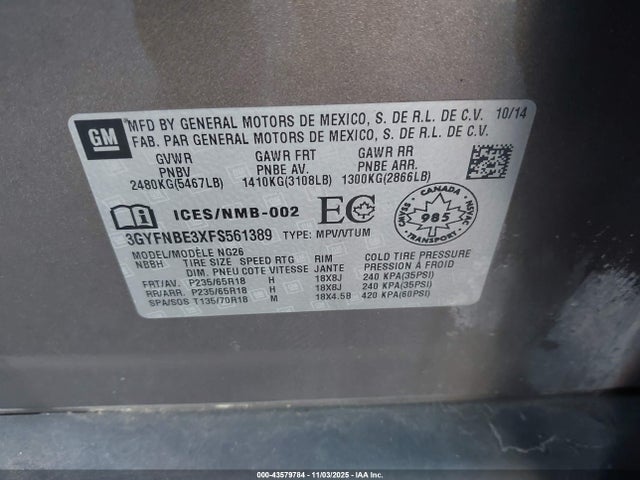 GM
MFD BY GENERAL MOTORS DE MEXICO, S. DE R.L. DE C.V. 10/14
FAB. PAR GENERAL MOTORS DE MEXICO, S. DE R.L. DE C.V.
GVWR GAWR FRT GAWR RR
PNBV PNBE AV. PNBE ARR.
2480KG(5467LB) 1410KG(3108LB) 1300KG(2866LB)
ICES/NMB-002 EC
CANADA
985
CMVSS NSVAC
3GYFNBE3XFS561389 TYPE: MPV/VTUM
MODEL/MODÈLE NG26
NBBH TIRE SIZE SPEED RTG RIM COLD TIRE PRESSURE
DIM. PNEU COTE VITESSE JANTE PRESSION À FROID
FRT/AV. P235/65R18 H 18X8J 240 KPA(35PSI)
RR/ARR. P235/65R18 H 18X8J 240 KPA(35PSI)
SPA/SOS T135/70R18 M 18X4.5B 420 KPA(60PSI)
000-43579784 - 11/03/2025 - IAA Inc.